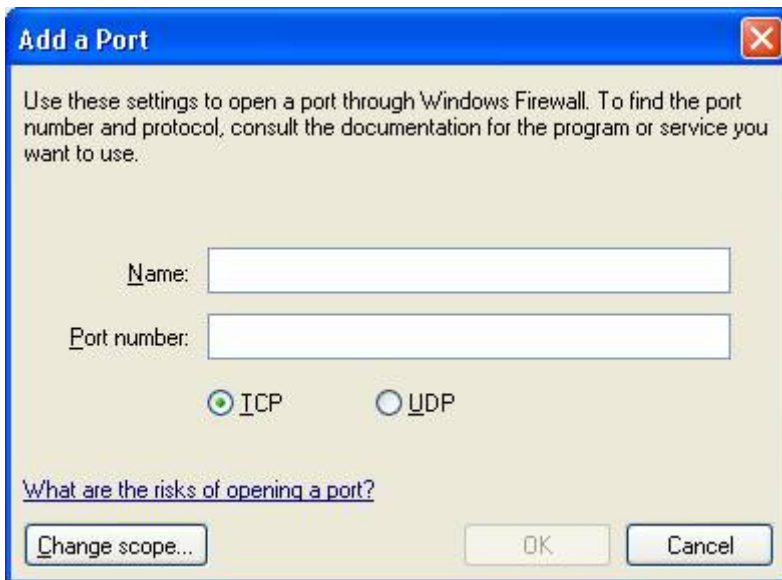 Add a Port
Use these settings to open a port through Windows Firewall. To find the port
number and protocol, consult the documentation for the program or service you
want to use.
Name:
Port number:
TCP UDP
What are the risks of opening a port?
Change scope... OK Cancel